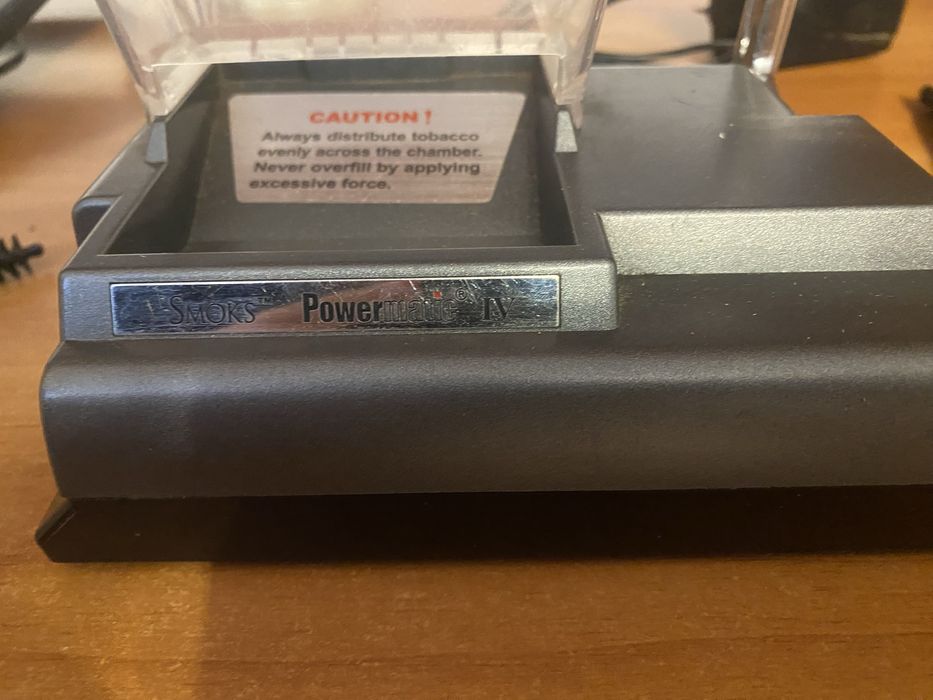 CAUTION !
Always distribute tobacco
evenly across the chamber.
Never overfill by applying
excessive force.
SMOKS™ Powermatic® IV